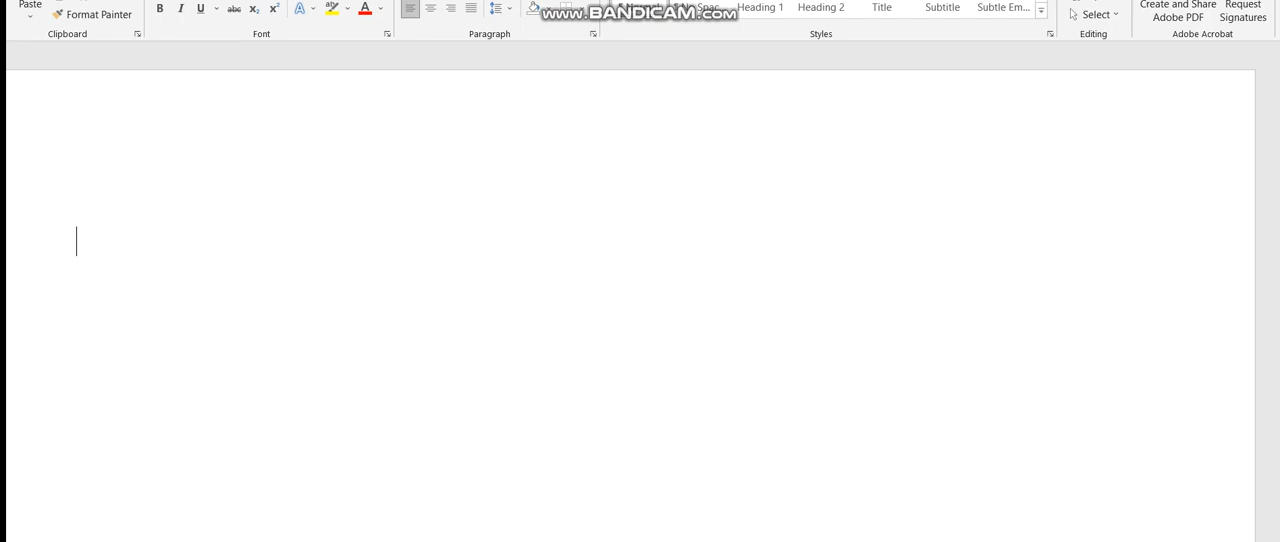 Paste
Format Painter
B I U abc x₂ x² A ab A
www.BANDICAM.com
Heading 1 Heading 2 Title Subtitle Subtle Em...
Select
Create and Share
Adobe PDF
Request
Signatures
Clipboard Font Paragraph Styles Editing Adobe Acrobat